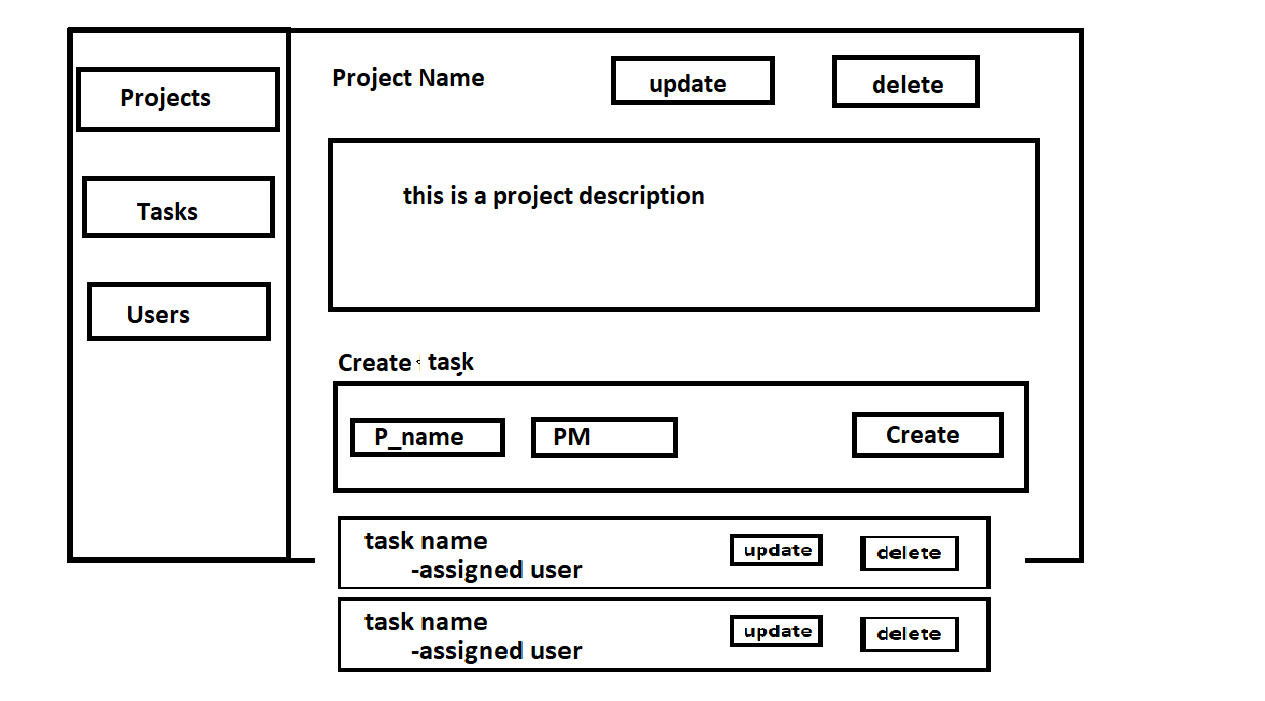 Projects
Tasks
Users
Project Name
update
delete
this is a project description
Create task
P_name
PM
Create
task name
-assigned user
update
delete
task name
-assigned user
update
delete